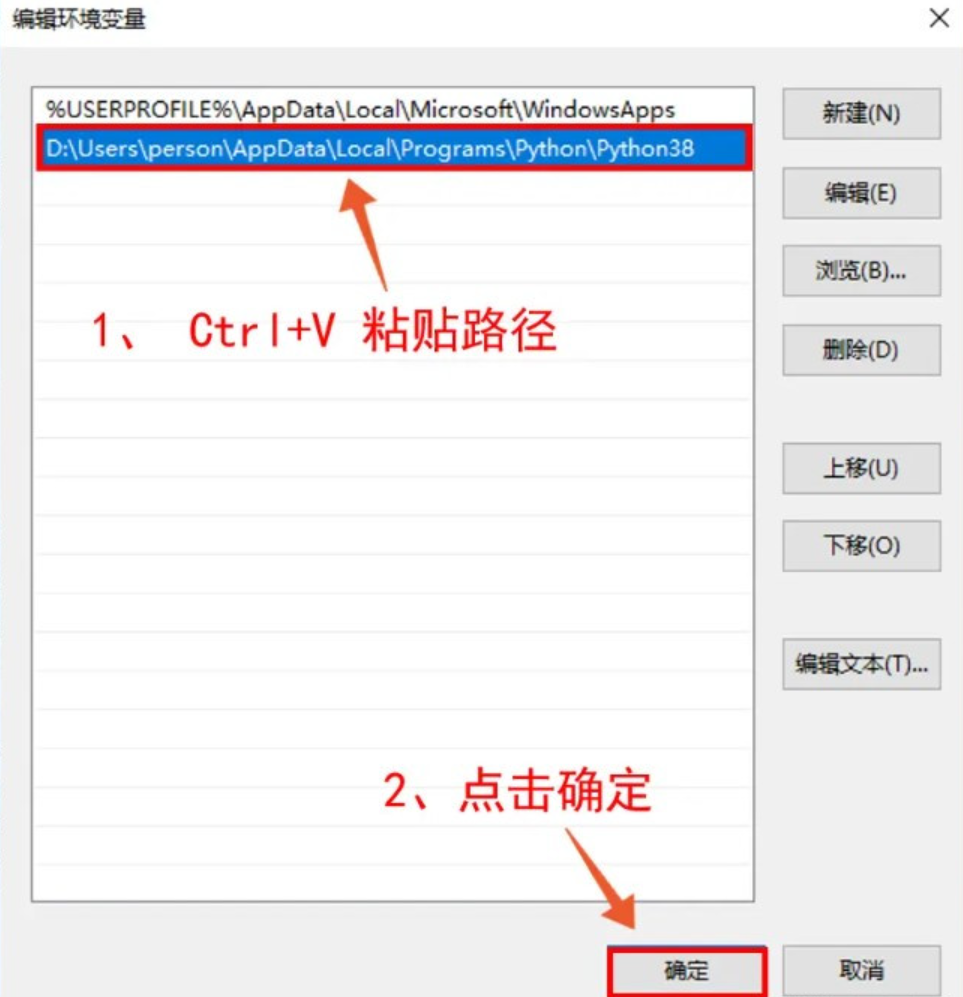 编辑环境变量
%USERPROFILE%\AppData\Local\Microsoft\WindowsApps
D:\Users\person\AppData\Local\Programs\Python\Python38
1、 Ctrl+V 粘贴路径
2、点击确定
新建(N)
编辑(E)
浏览(B)...
删除(D)
上移(U)
下移(O)
编辑文本(T)...
确定
取消